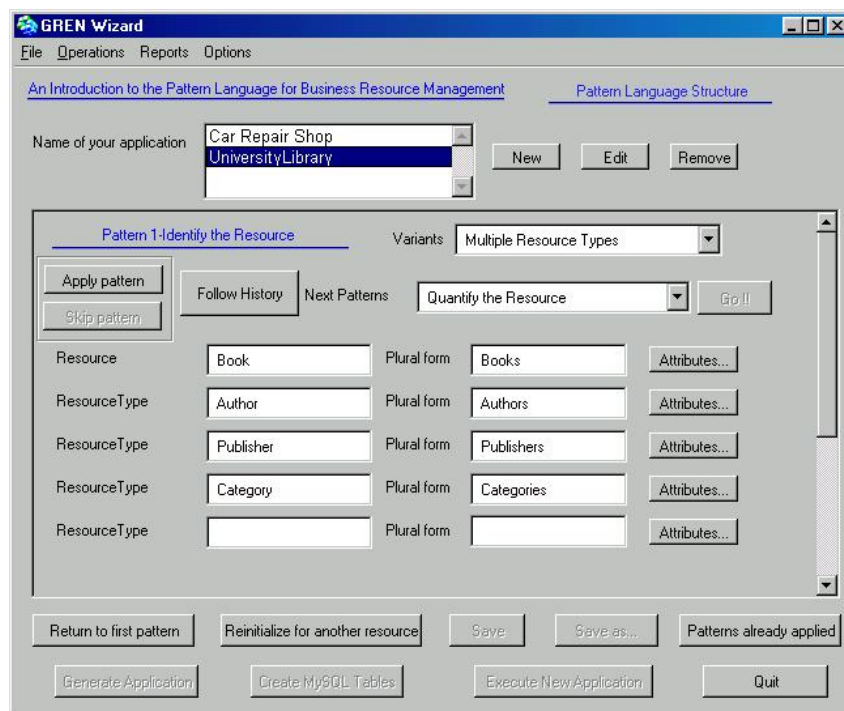 GREN Wizard
File Operations Reports Options
An Introduction to the Pattern Language for Business Resource Management Pattern Language Structure
Name of your application Car Repair Shop
UniversityLibrary New Edit Remove
Pattern 1-Identify the Resource Variants Multiple Resource Types
Apply pattern Follow History Next Patterns Quantify the Resource Go !!
Skip pattern
Resource Book Plural form Books Attributes...
ResourceType Author Plural form Authors Attributes...
ResourceType Publisher Plural form Publishers Attributes...
ResourceType Category Plural form Categories Attributes...
ResourceType Plural form Attributes...
Return to first pattern Reinitialize for another resource Save Save as... Patterns already applied
Generate Application Create MySQL Tables Execute New Application Quit